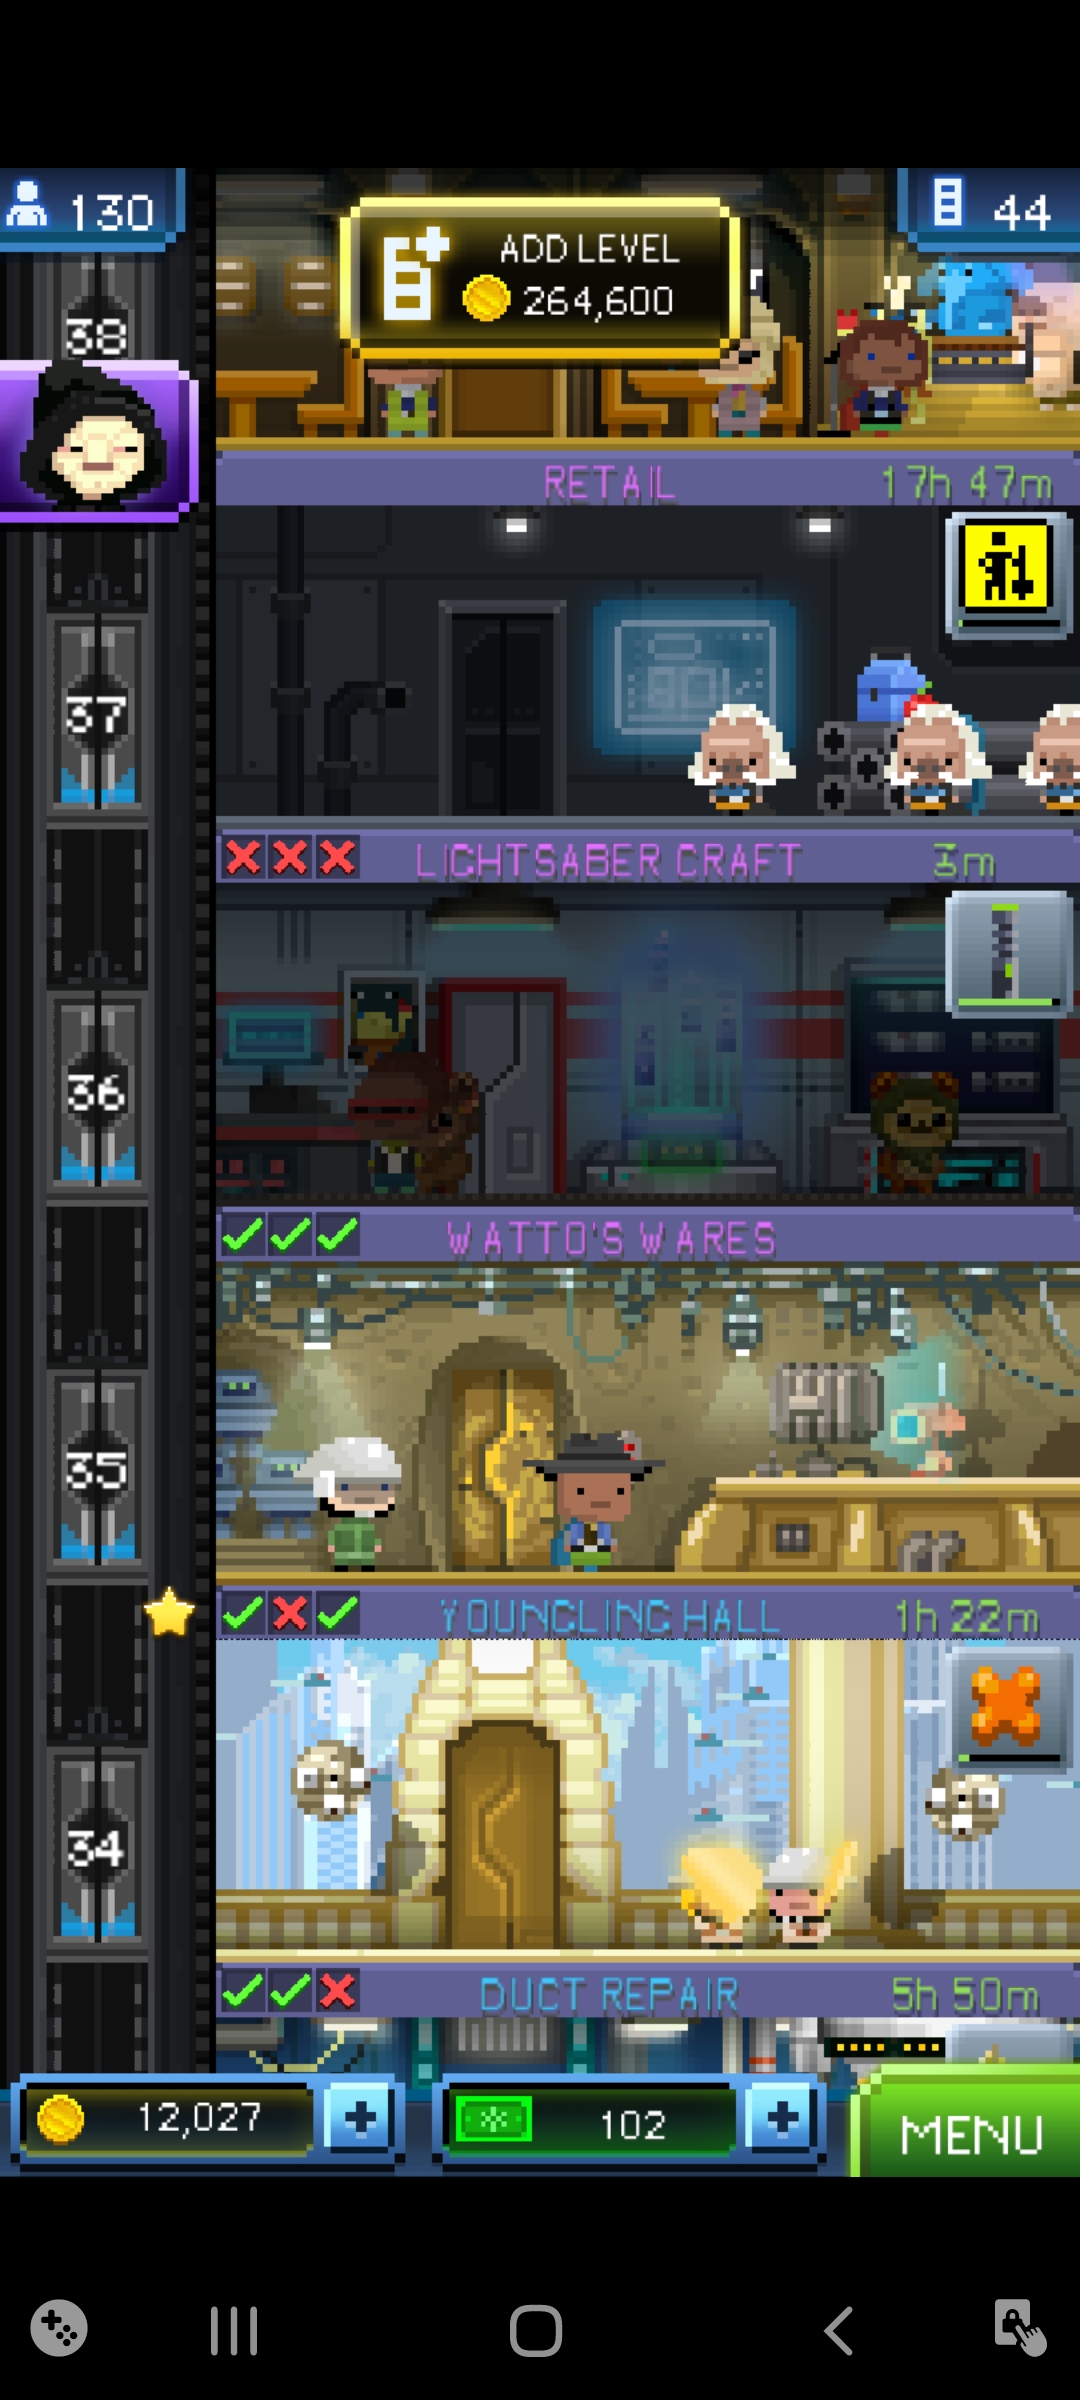 130
44
ADD LEVEL
264,600
38
RETAIL 17h 47m
37
LIGHTSABER CRAFT 3m
36
WATTO'S WARES
35
YOUNGLING HALL 1h 22m
34
DUCT REPAIR 5h 50m
12,027
102
MENU